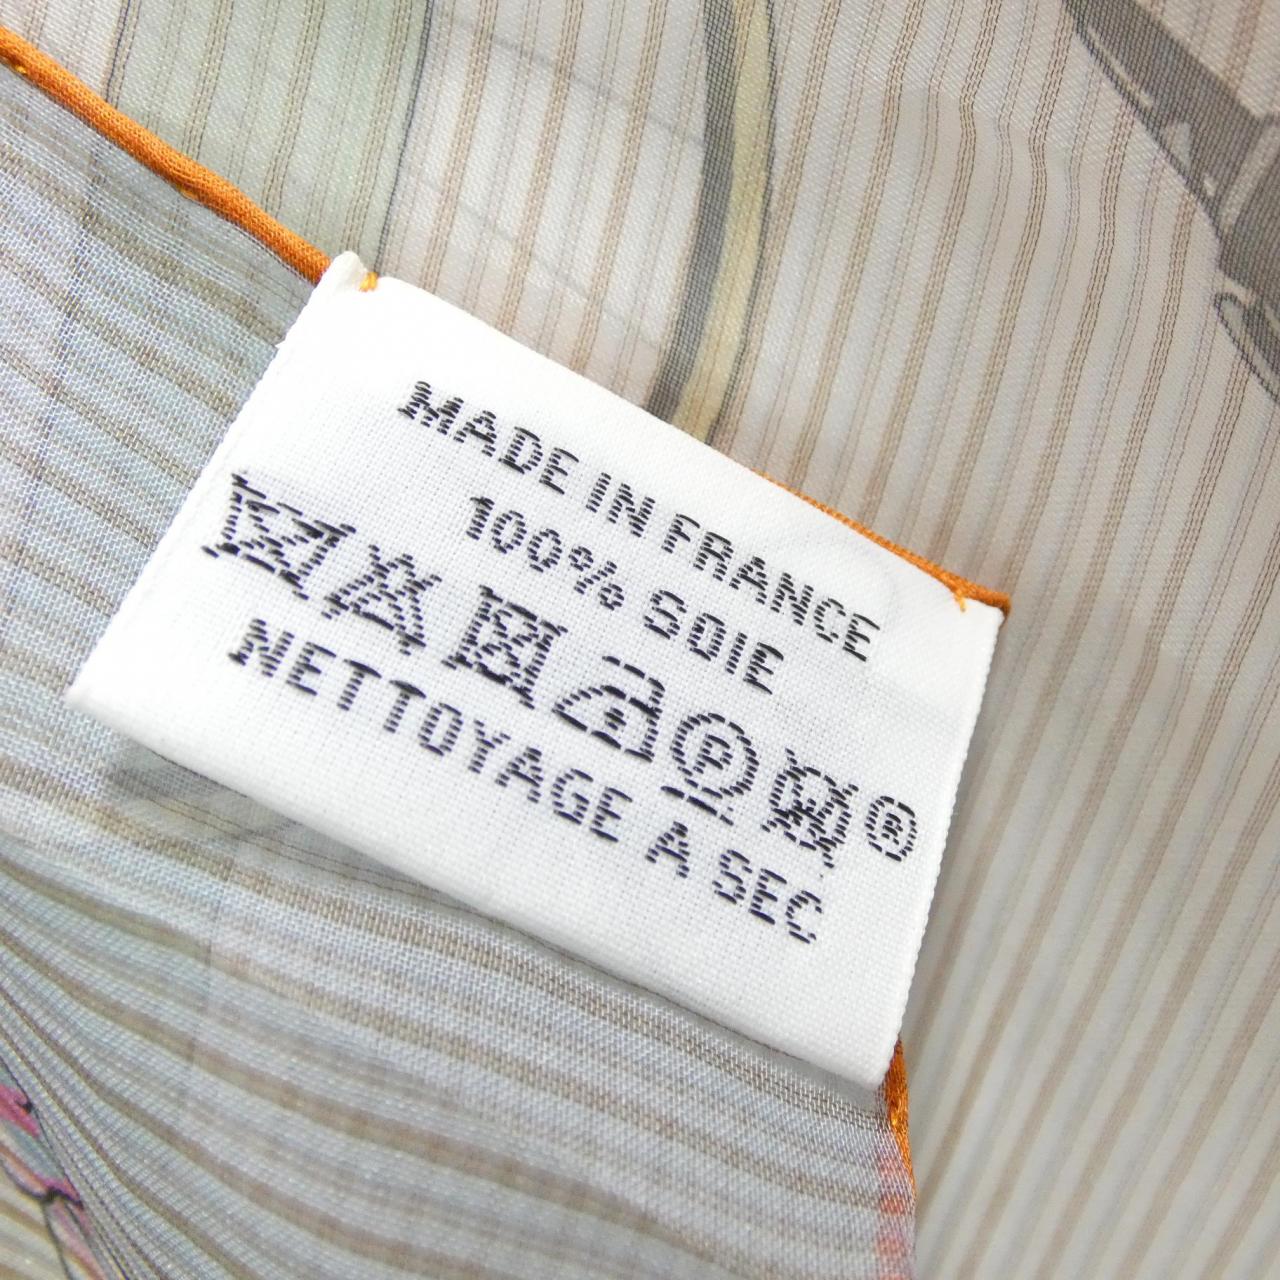 MADE IN FRANCE
100% SOIE
P ®
NETTOYAGE A SEC